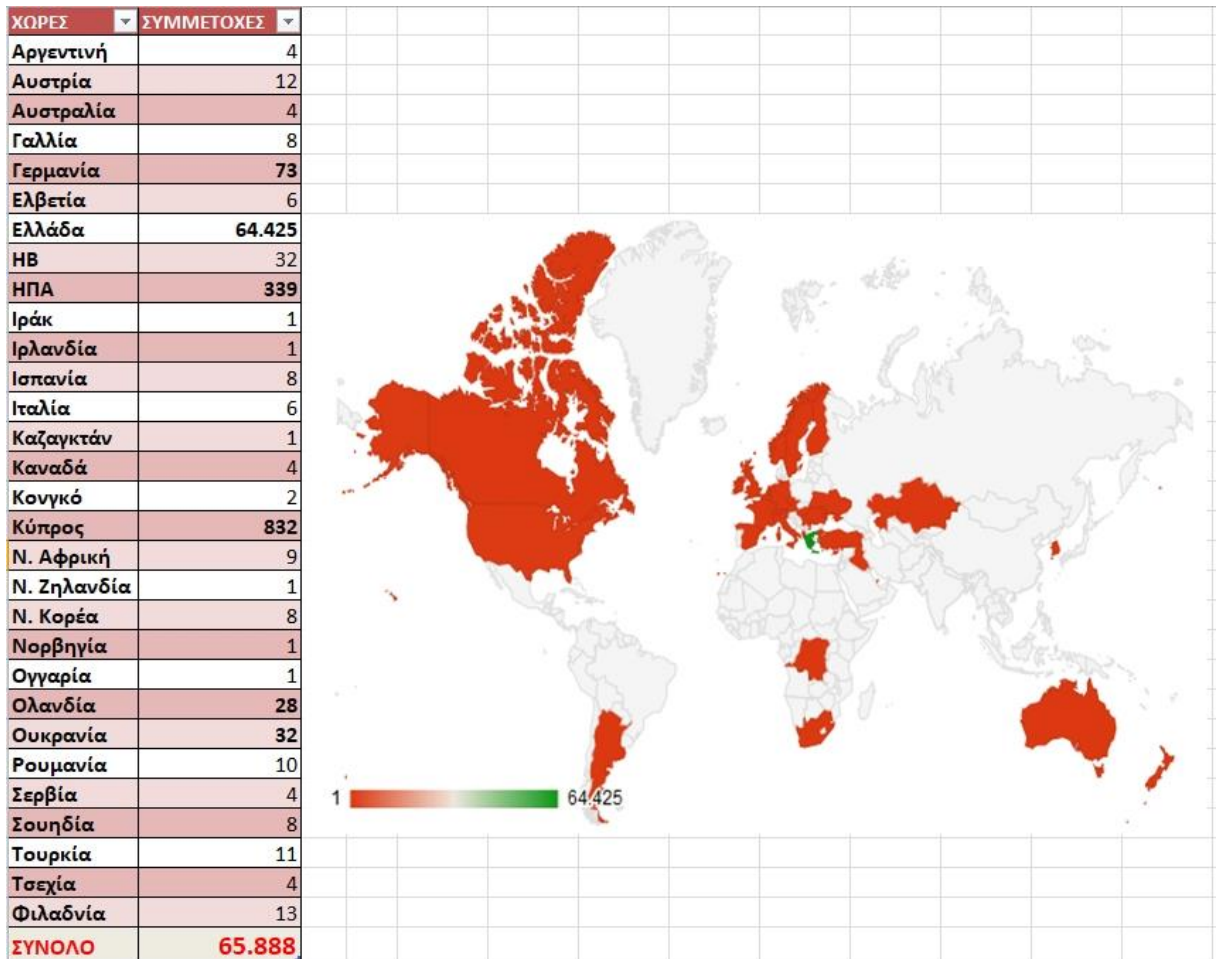 ΧΩΡΕΣ ΣΥΜΜΕΤΟΧΕΣ
Αργεντινή 4
Αυστρία 12
Αυστραλία 4
Γαλλία 8
Γερμανία 73
Ελβετία 6
Ελλάδα 64.425
ΗΒ 32
ΗΠΑ 339
Ιράκ 1
Ιρλανδία 1
Ισπανία 8
Ιταλία 6
Καζαγκτάν 1
Καναδά 4
Κονγκό 2
Κύπρος 832
Ν. Αφρική 9
Ν. Ζηλανδία 1
Ν. Κορέα 8
Νορβηγία 1
Ογγαρία 1
Ολανδία 28
Ουκρανία 32
Ρουμανία 10
Σερβία 4
Σουηδία 8
Τουρκία 11
Τσεχία 4
Φιλαδνία 13
ΣΥΝΟΛΟ 65.888
1 64.425